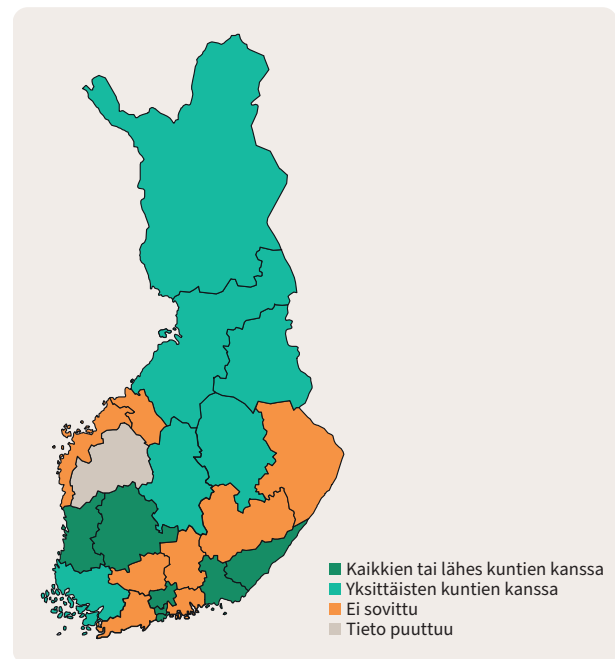 Kaikkien tai lähes kuntien kanssa
Yksittäisten kuntien kanssa
Ei sovittu
Tieto puuttuu